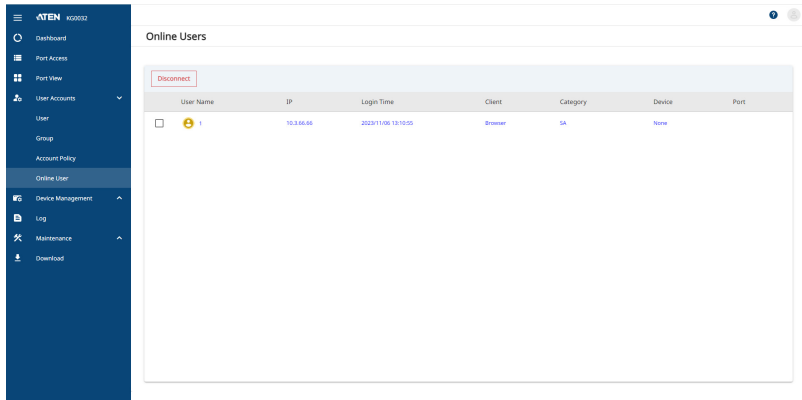 ATEN KG0032
Dashboard
Port Access
Port View
User Accounts
User
Group
Account Policy
Online User
Device Management
Log
Maintenance
Download
?
Online Users
Disconnect
User Name IP Login Time Client Category Device Port
1 10.3.66.66 2023/11/06 13:10:55 Browser SA None